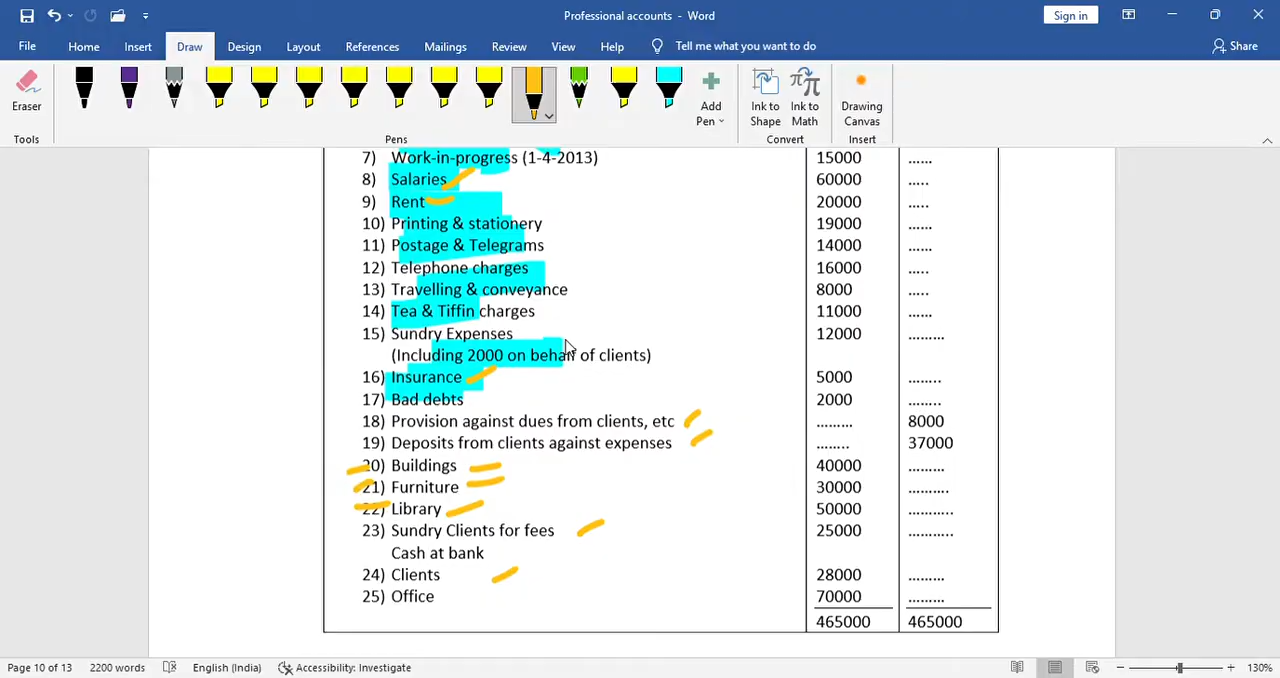 Professional accounts - Word
Sign in
File Home Insert Draw Design Layout References Mailings Review View Help Tell me what you want to do Share
Eraser
Add Pen
Ink to Shape
Ink to Math
Drawing Canvas
Tools Pens Convert Insert
7) Work-in-progress (1-4-2013) 15000 ......
8) Salaries 60000 .....
9) Rent 20000 .....
10) Printing & stationery 19000 ......
11) Postage & Telegrams 14000 ......
12) Telephone charges 16000 .....
13) Travelling & conveyance 8000 .....
14) Tea & Tiffin charges 11000 ......
15) Sundry Expenses 12000 .........
(Including 2000 on behalf of clients)
16) Insurance 5000 ........
17) Bad debts 2000 ........
18) Provision against dues from clients, etc ......... 8000
19) Deposits from clients against expenses ........ 37000
20) Buildings 40000 .........
21) Furniture 30000 ..........
22) Library 50000 ...........
23) Sundry Clients for fees 25000 ...........
Cash at bank
24) Clients 28000 .........
25) Office 70000 .........
465000 465000
Page 10 of 13 2200 words English (India) Accessibility: Investigate 130%